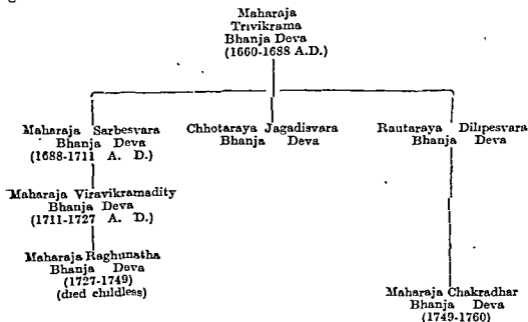 Maharaja
Trivikrama
Bhanja Deva
(1660-1688 A.D.)
Maharaja Sarbesvara
Bhanja Deva
(1688-1711 A. D.)
Chhotaraya Jagadisvara
Bhanja Deva
Rautaraya Dilipesvara
Bhanja Deva
Maharaja Viravikramadity
Bhanja Deva
(1711-1727 A. D.)
Maharaja Raghunatha
Bhanja Deva
(1727-1749)
(died childless)
Maharaja Chakradhar
Bhanja Deva
(1749-1760)